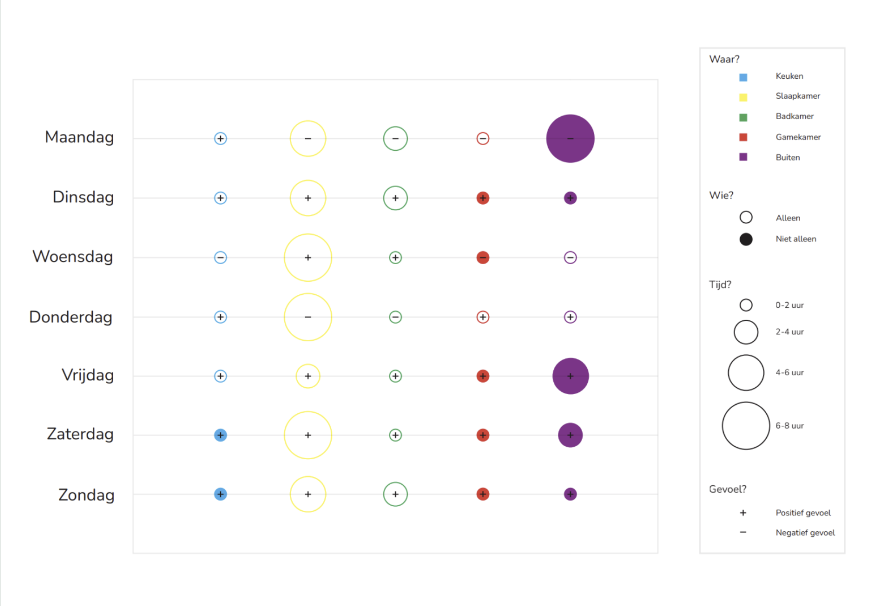 Maandag
Dinsdag
Woensdag
Donderdag
Vrijdag
Zaterdag
Zondag
Waar?
Keuken
Slaapkamer
Badkamer
Gamekamer
Buiten
Wie?
Alleen
Niet alleen
Tijd?
0-2 uur
2-4 uur
4-6 uur
6-8 uur
Gevoel?
+ Positief gevoel
− Negatief gevoel